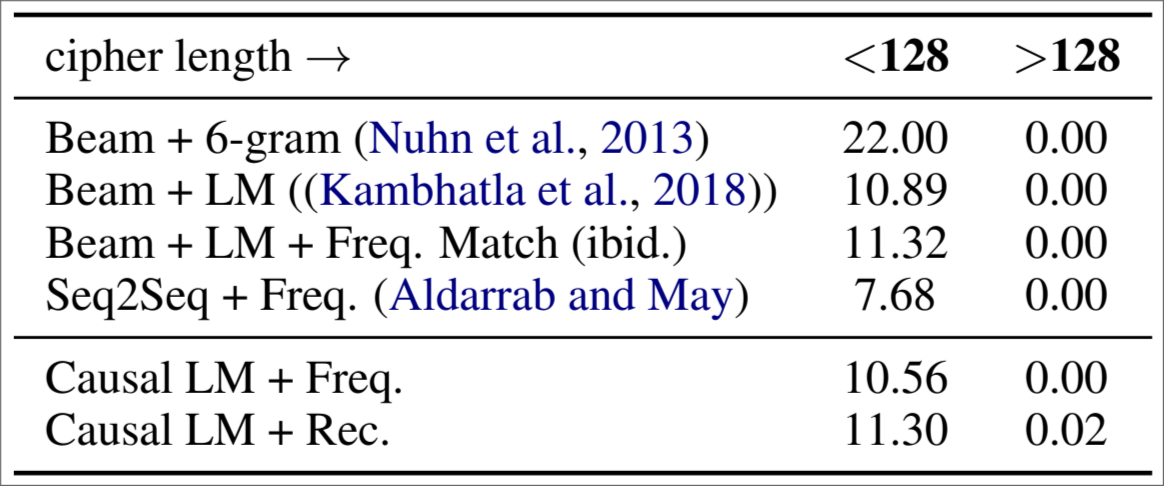 cipher length → <128 >128
Beam + 6-gram (Nuhn et al., 2013) 22.00 0.00
Beam + LM ((Kambhatla et al., 2018)) 10.89 0.00
Beam + LM + Freq. Match (ibid.) 11.32 0.00
Seq2Seq + Freq. (Aldarrab and May) 7.68 0.00
Causal LM + Freq. 10.56 0.00
Causal LM + Rec. 11.30 0.02